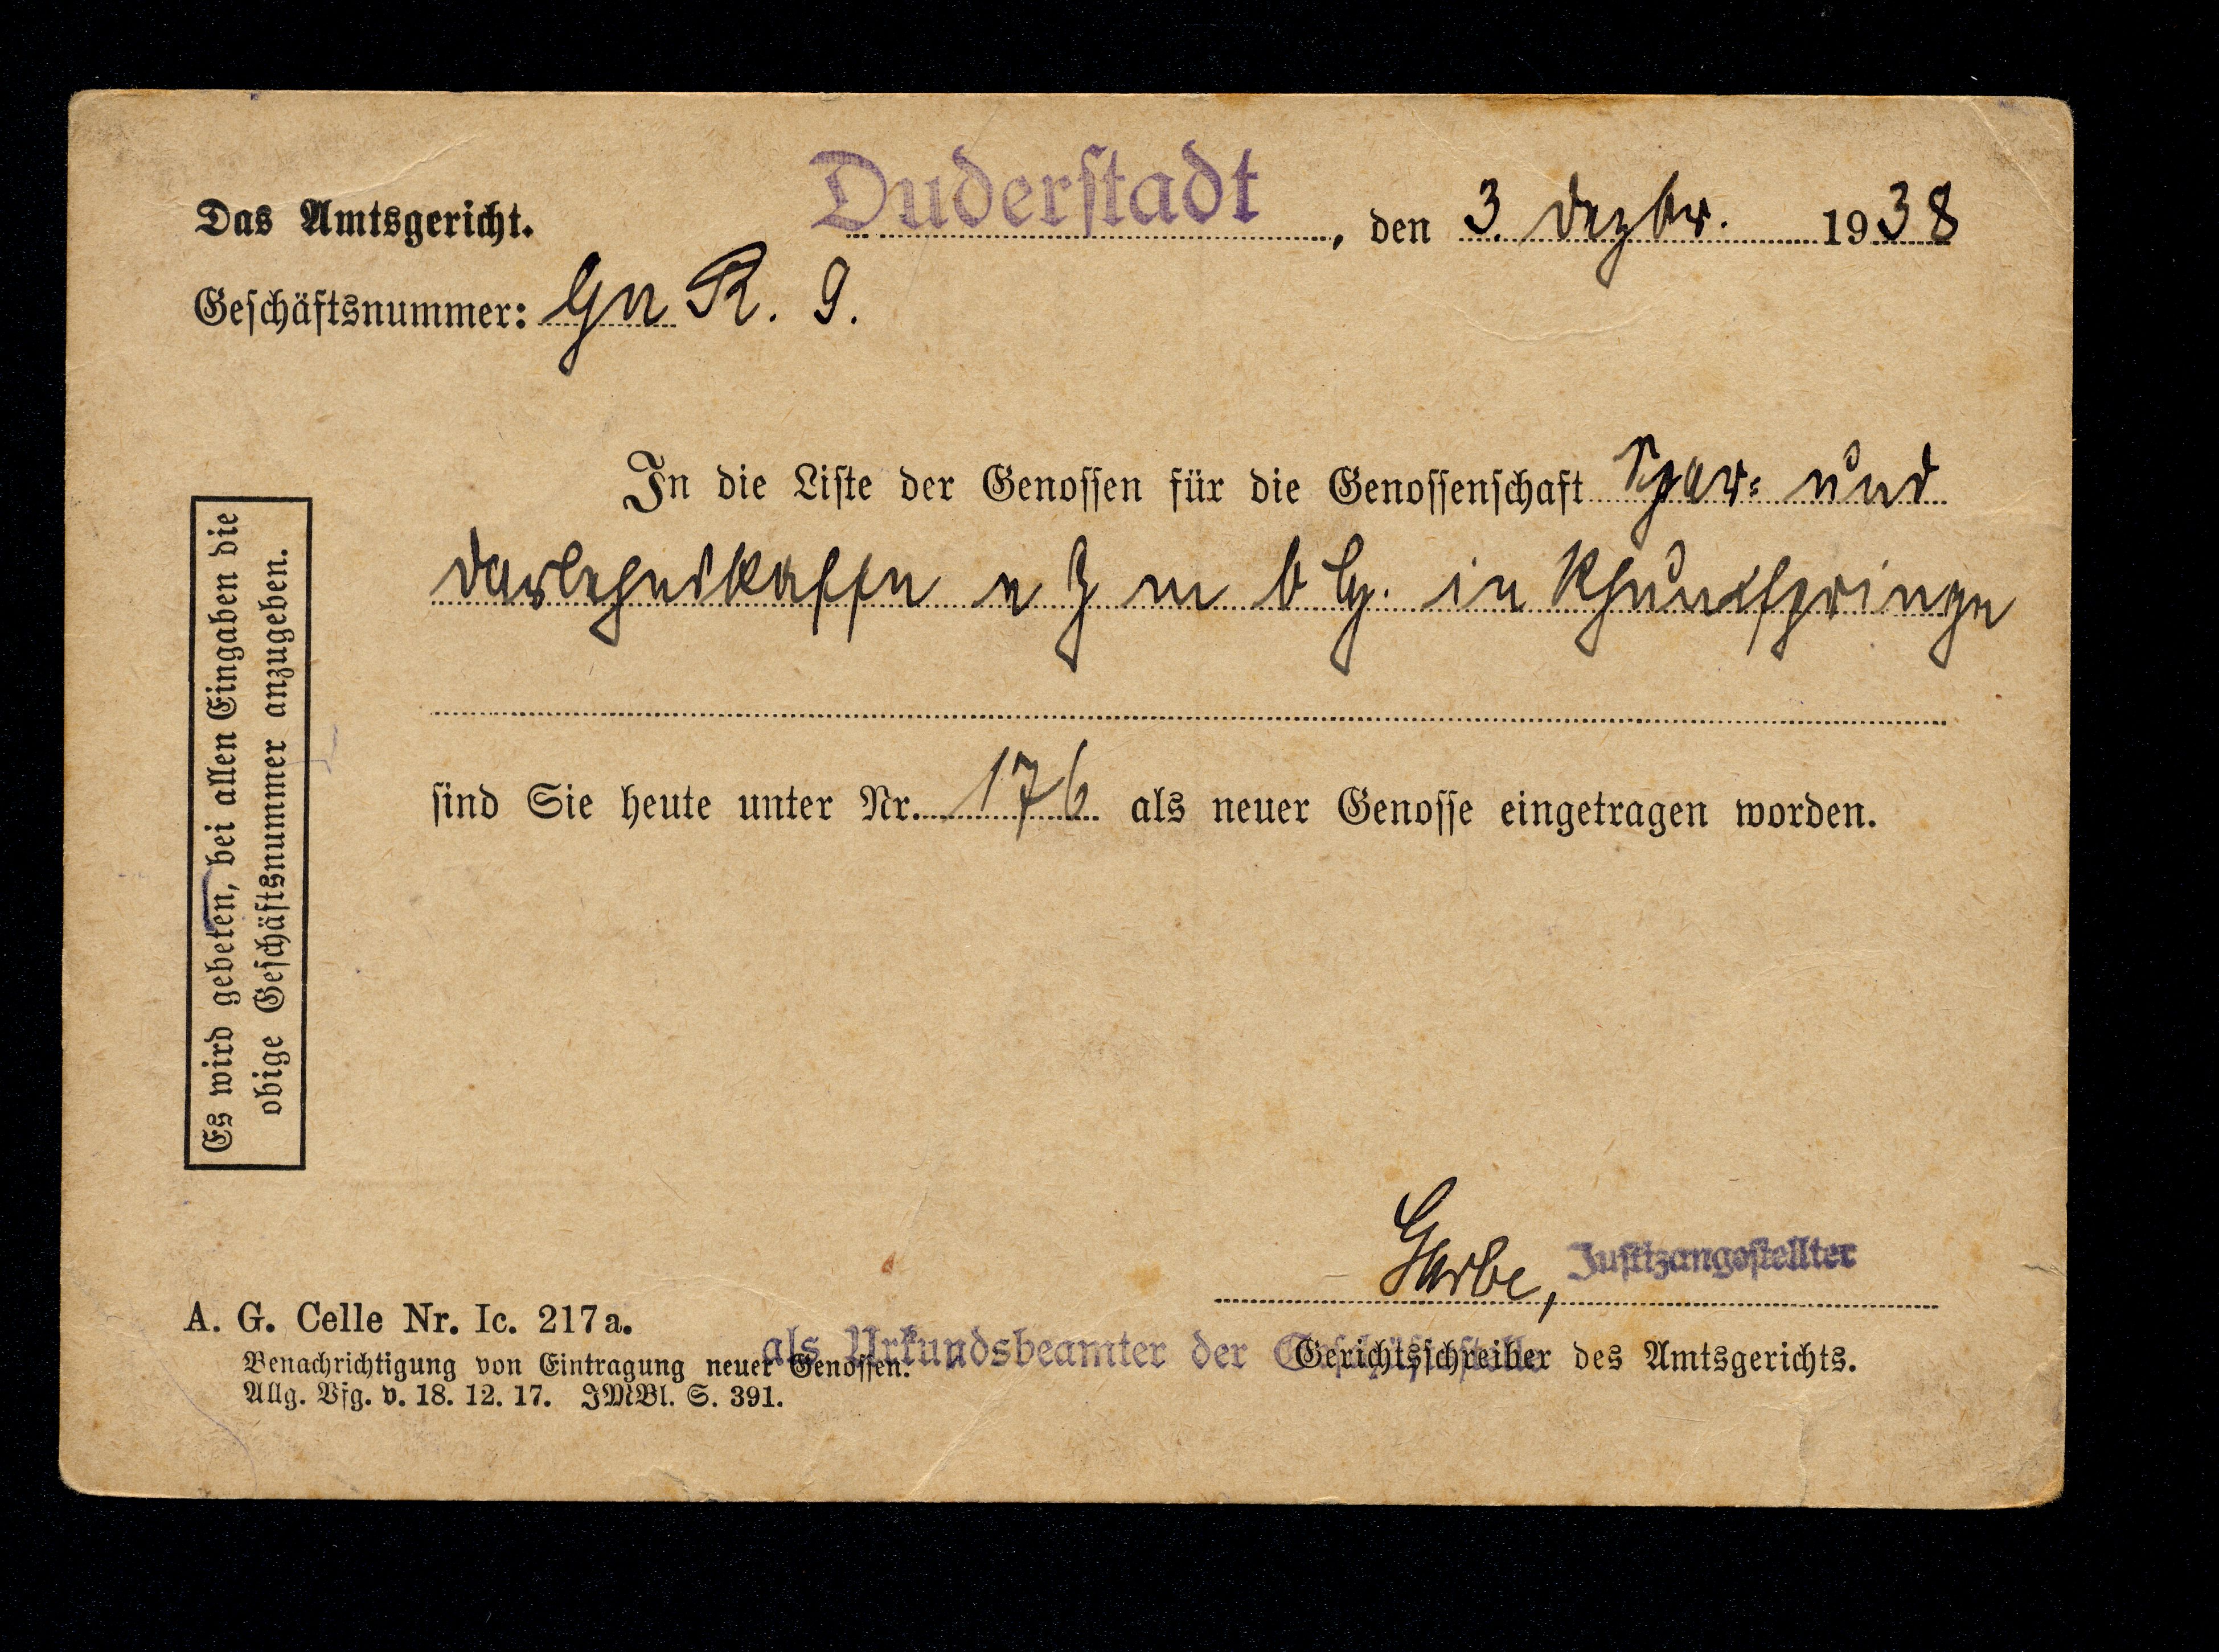 Das Amtsgericht.
Duderstadt, den 3. Dezbr. 1938
Geschäftsnummer: Gn R. 9.
Es wird gebeten, bei allen Eingaben die
obige Geschäftsnummer anzugeben.
In die Liste der Genossen für die Genossenschaft Spar= und
Darlehnskasse e G m b H. in Rhumspringe
sind Sie heute unter Nr. 176 als neuer Genosse eingetragen worden.
Garbe, Justizangestellter
als Urkundsbeamter der Geschäftsstelle
Gerichtsschreiber des Amtsgerichts.
A. G. Celle Nr. Ic. 217a.
Benachrichtigung von Eintragung neuer Genossen.
Allg. Vfg. v. 18. 12. 17. JMBl. S. 391.